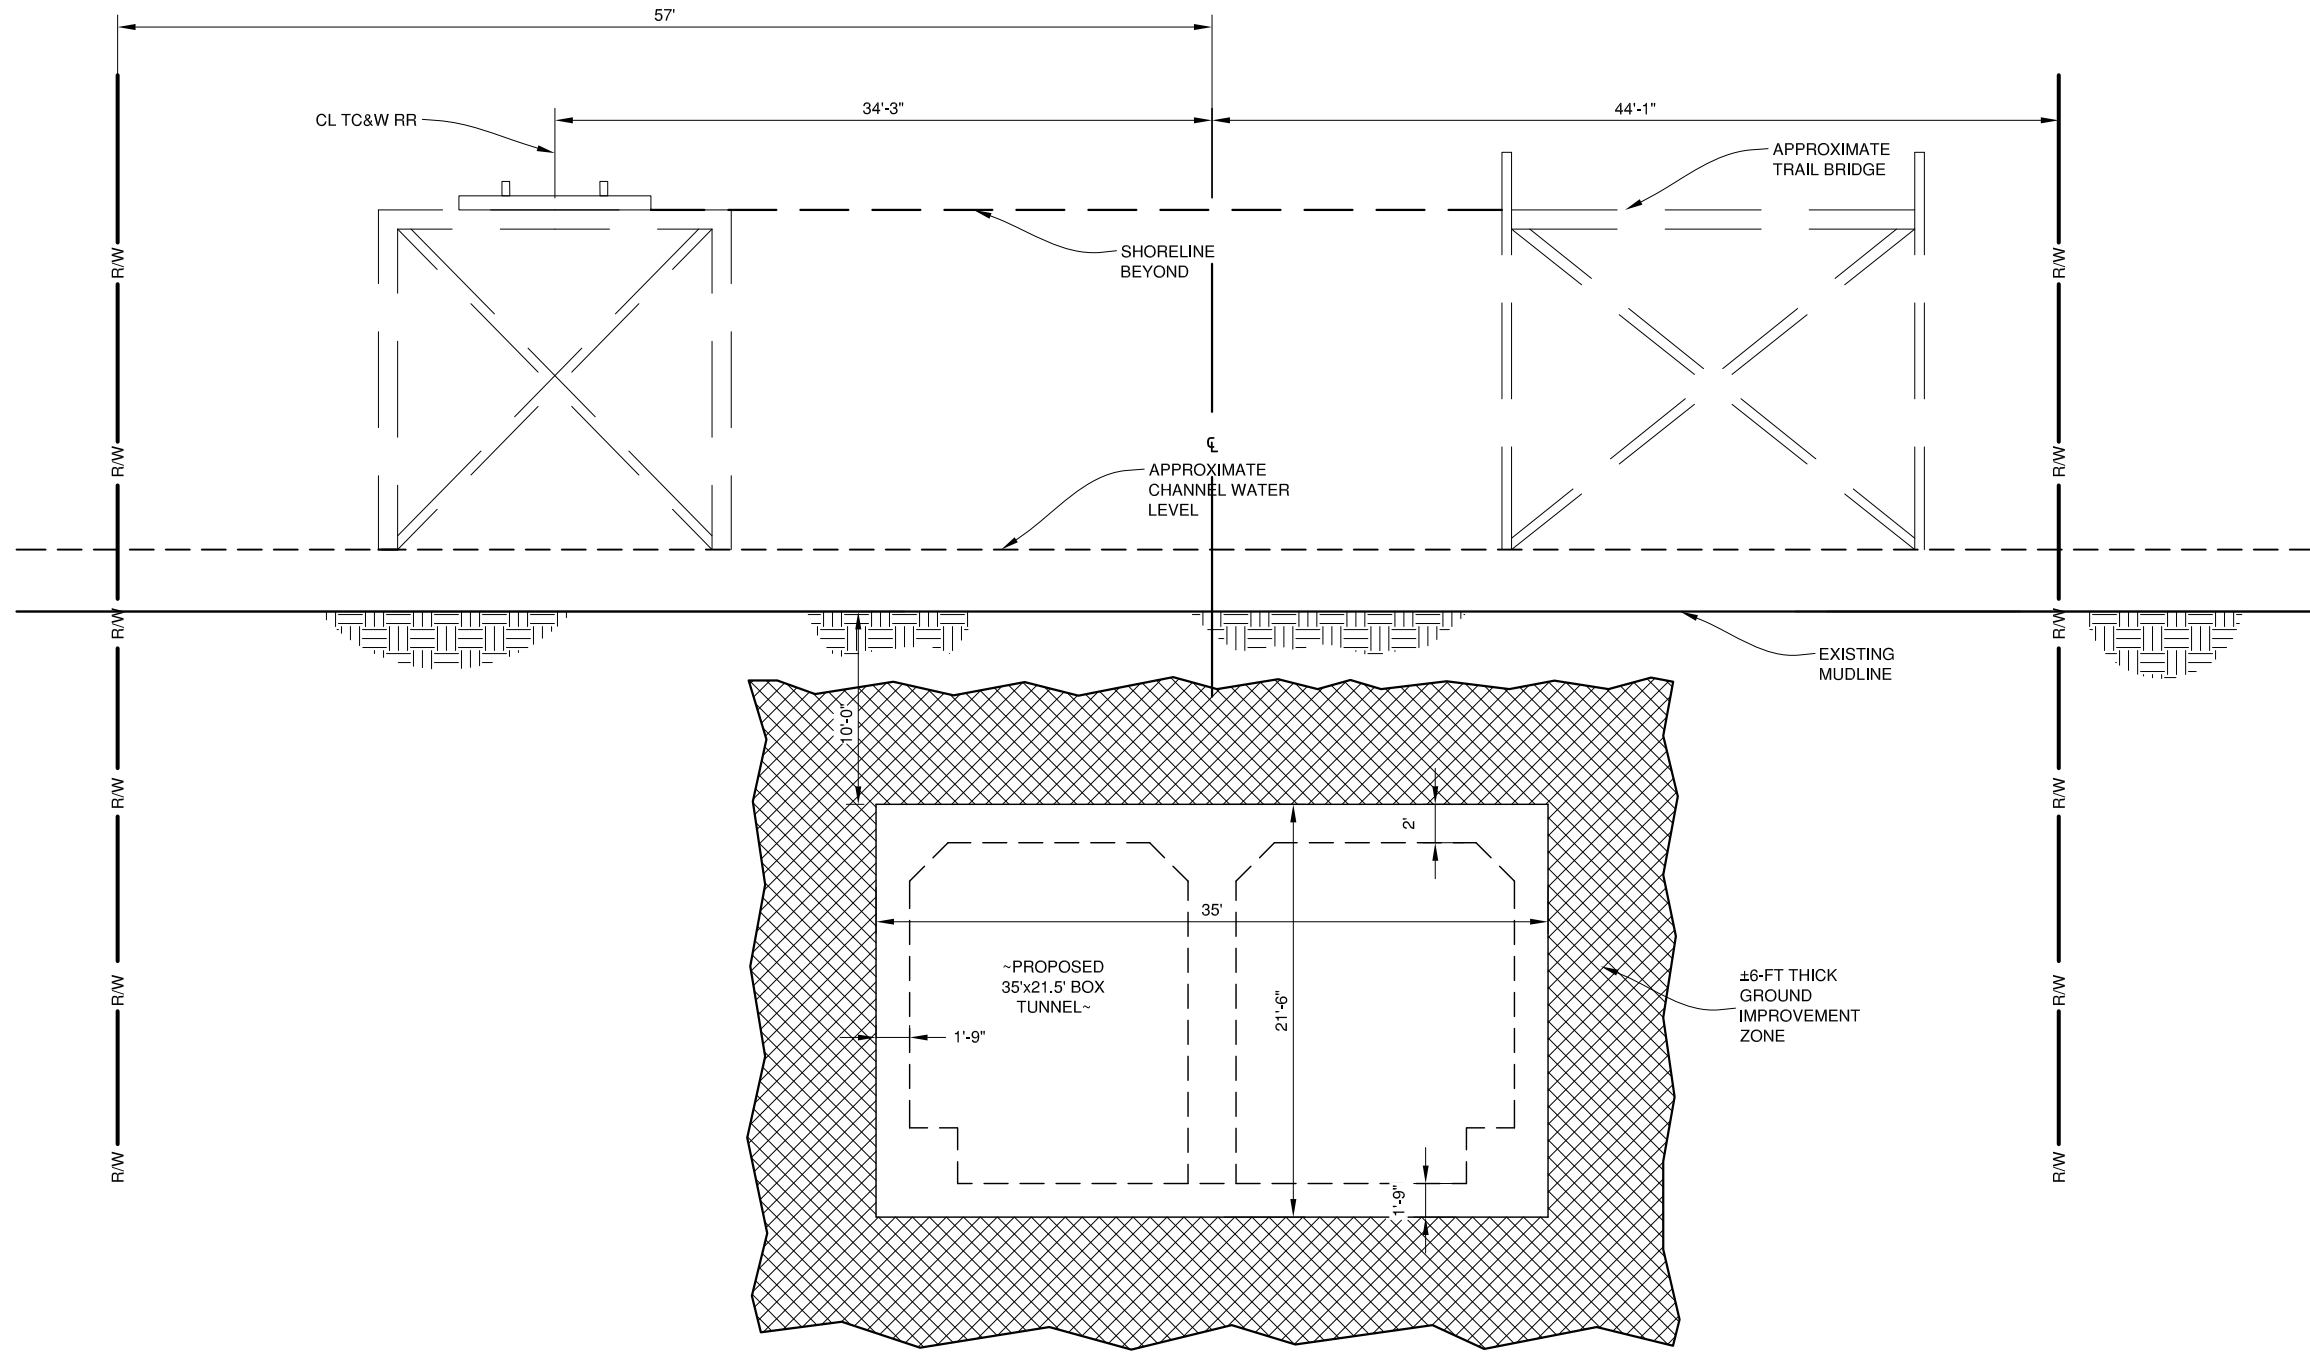 57'
34'-3"
44'-1"
CL TC&W RR
APPROXIMATE
TRAIL BRIDGE
SHORELINE
BEYOND
R/W
R/W
R/W
R/W
℄
APPROXIMATE
CHANNEL WATER
LEVEL
R/W
R/W
EXISTING
MUDLINE
10'-0"
R/W
R/W
2'
35'
~PROPOSED
35'x21.5' BOX
TUNNEL~
±6-FT THICK
GROUND
IMPROVEMENT
ZONE
R/W
R/W
21'-6"
1'-9"
R/W
R/W
1'-9"